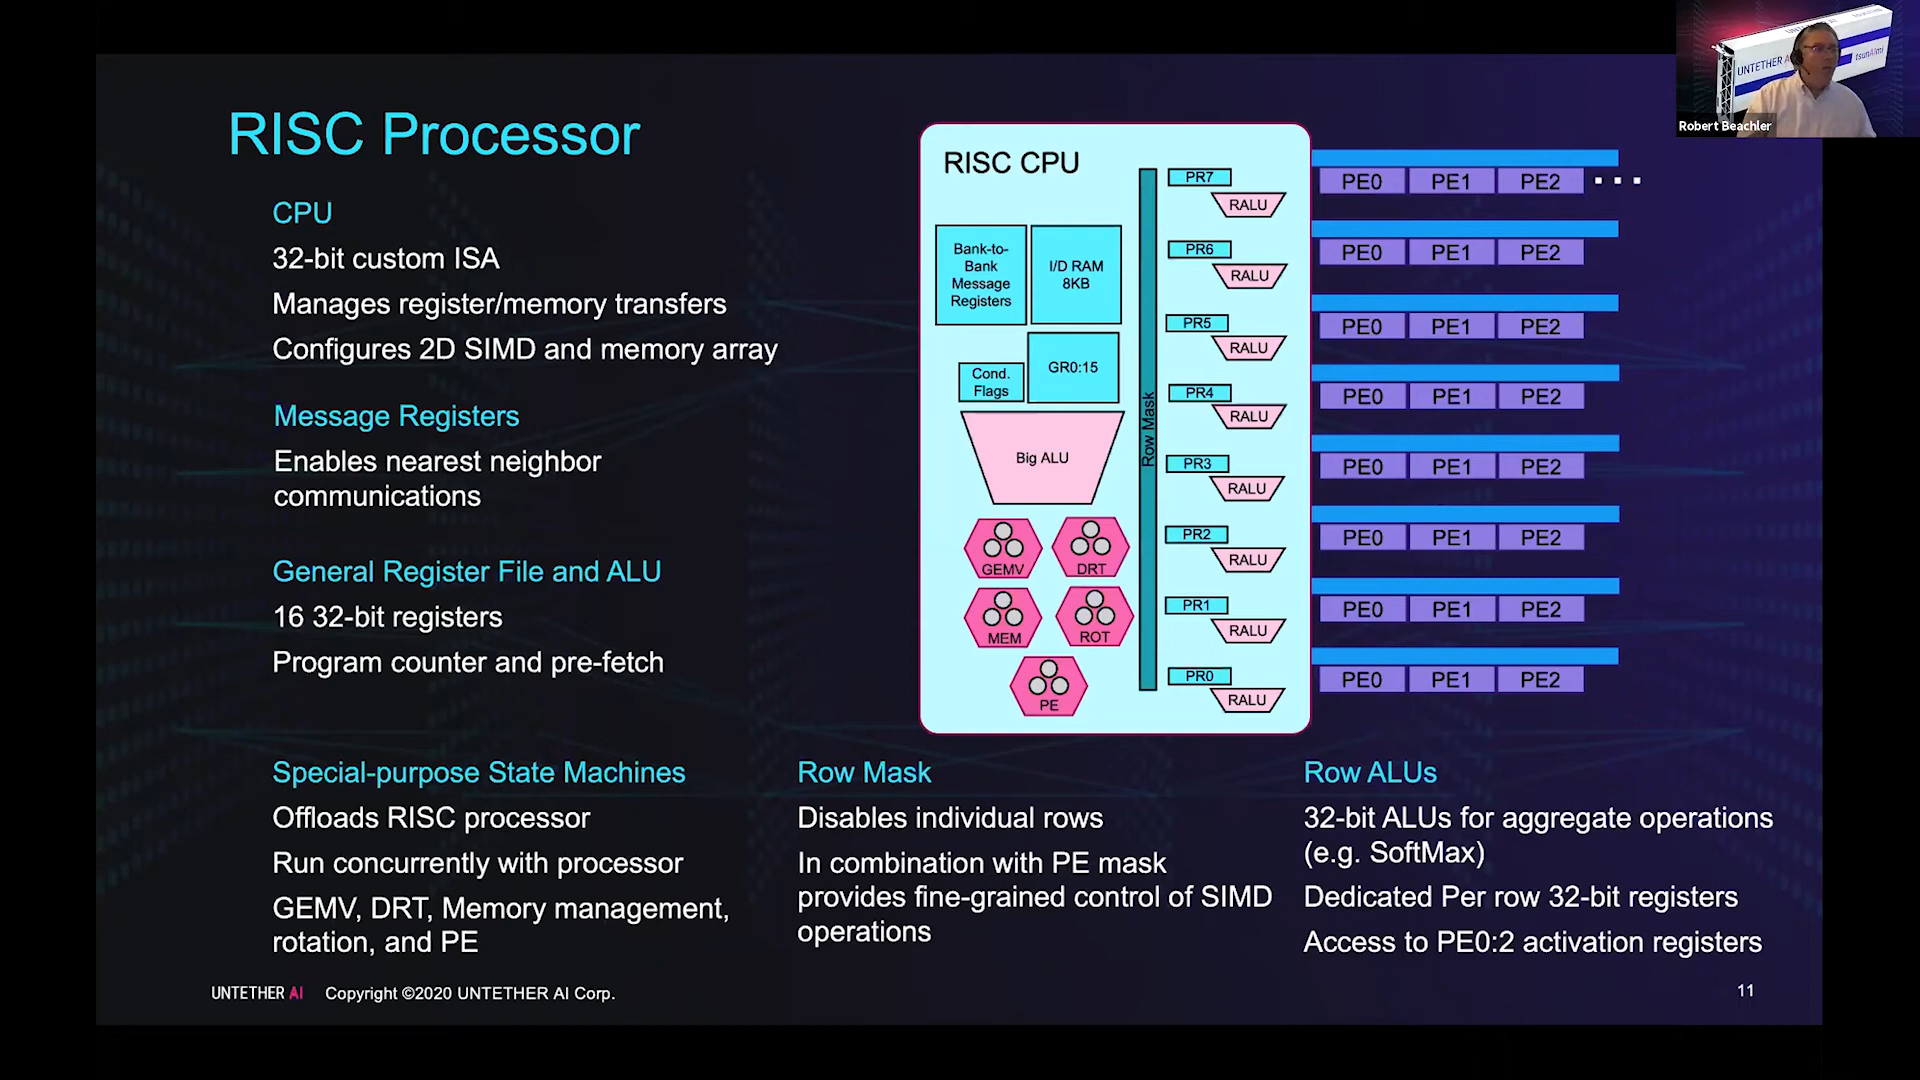 RISC Processor
CPU
32-bit custom ISA
Manages register/memory transfers
Configures 2D SIMD and memory array
Message Registers
Enables nearest neighbor
communications
General Register File and ALU
16 32-bit registers
Program counter and pre-fetch
Special-purpose State Machines
Offloads RISC processor
Run concurrently with processor
GEMV, DRT, Memory management,
rotation, and PE
RISC CPU
Bank-to-
Bank
Message
Registers
I/D RAM
8KB
Cond.
Flags
GR0:15
Big ALU
GEMV
DRT
MEM
ROT
PE
Row Mask
PR7
RALU
PE0 PE1 PE2 ...
PR6
RALU
PE0 PE1 PE2
PR5
RALU
PE0 PE1 PE2
PR4
RALU
PE0 PE1 PE2
PR3
RALU
PE0 PE1 PE2
PR2
RALU
PE0 PE1 PE2
PR1
RALU
PE0 PE1 PE2
PR0
RALU
PE0 PE1 PE2
Row Mask
Disables individual rows
In combination with PE mask
provides fine-grained control of SIMD
operations
Row ALUs
32-bit ALUs for aggregate operations
(e.g. SoftMax)
Dedicated Per row 32-bit registers
Access to PE0:2 activation registers
UNTETHER AI Copyright ©2020 UNTETHER AI Corp.
11
UNTETHER
tsunAImi
Robert Beachler